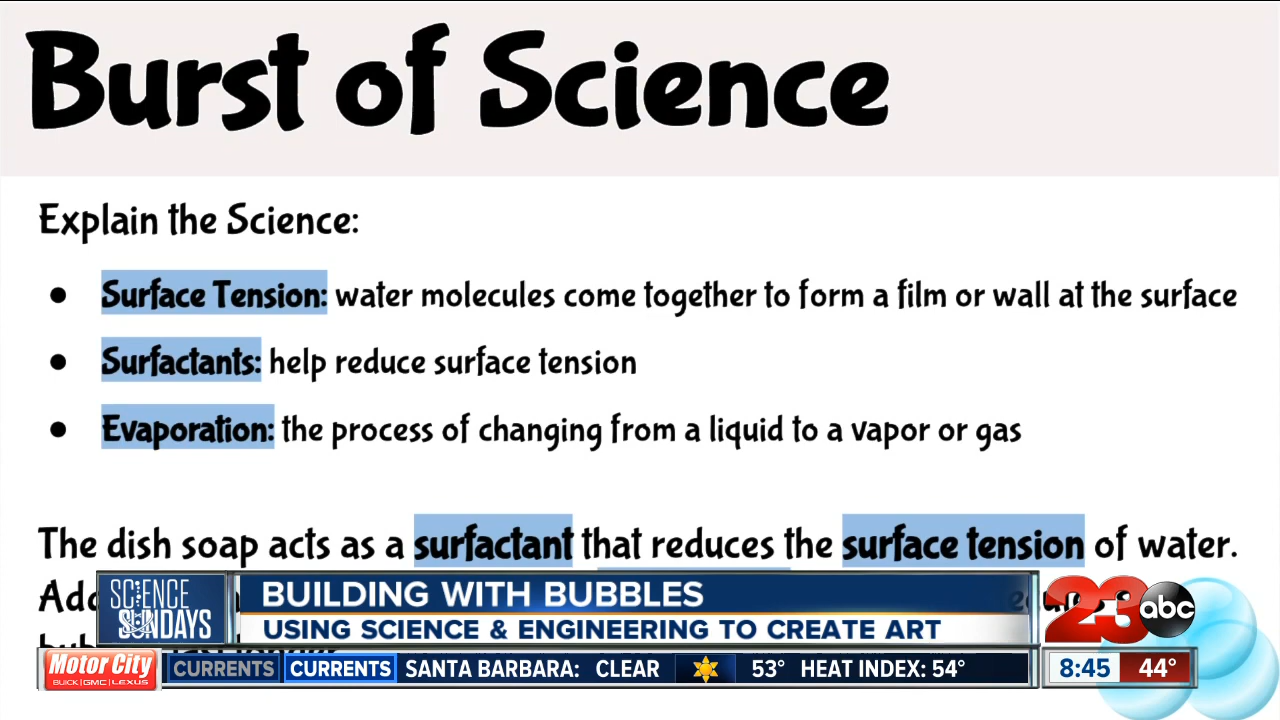 Burst of Science
Explain the Science:
● Surface Tension: water molecules come together to form a film or wall at the surface
● Surfactants: help reduce surface tension
● Evaporation: the process of changing from a liquid to a vapor or gas
The dish soap acts as a surfactant that reduces the surface tension of water.
SCIENCE
SUNDAYS
BUILDING WITH BUBBLES
USING SCIENCE & ENGINEERING TO CREATE ART
23 abc
Motor City
BUICK | GMC | LEXUS
CURRENTS CURRENTS SANTA BARBARA: CLEAR 53° HEAT INDEX: 54°
8:45 44°